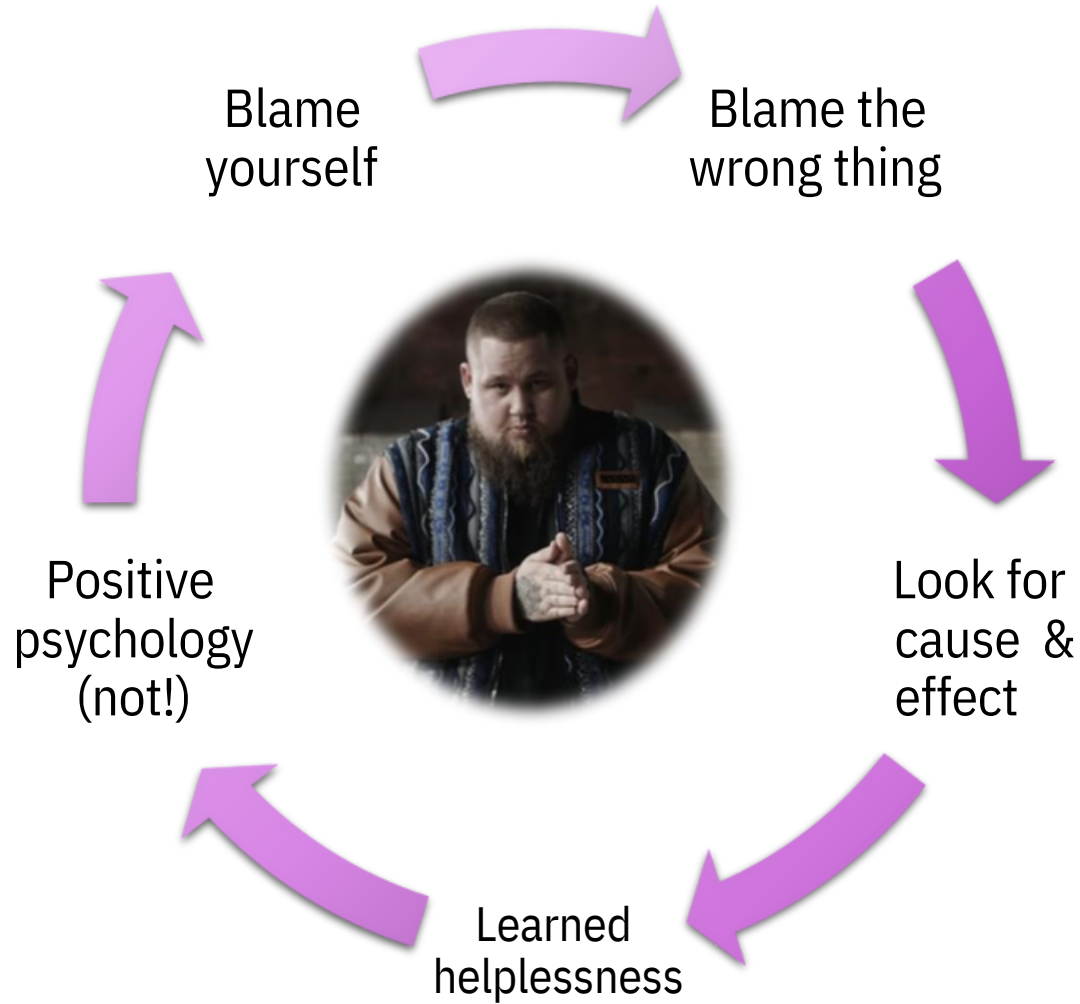 Blame
yourself
Blame the
wrong thing
Look for
cause  &
effect
Learned
helplessness
Positive
psychology
(not!)